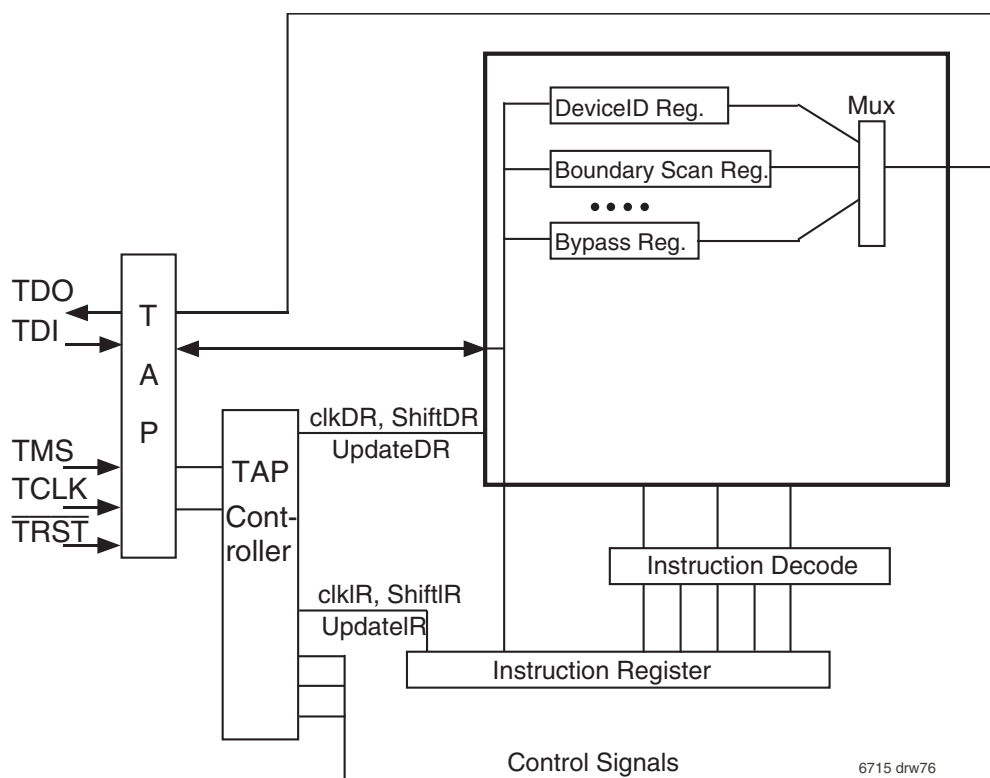 DeviceID Reg.
Mux
Boundary Scan Reg.
Bypass Reg.
TDO
TDI
TMS
TCLK
TRST
T
A
P
TAP
Cont-
roller
clkDR, ShiftDR
UpdateDR
Instruction Decode
clkIR, ShiftIR
UpdateIR
Instruction Register
Control Signals
6715 drw76